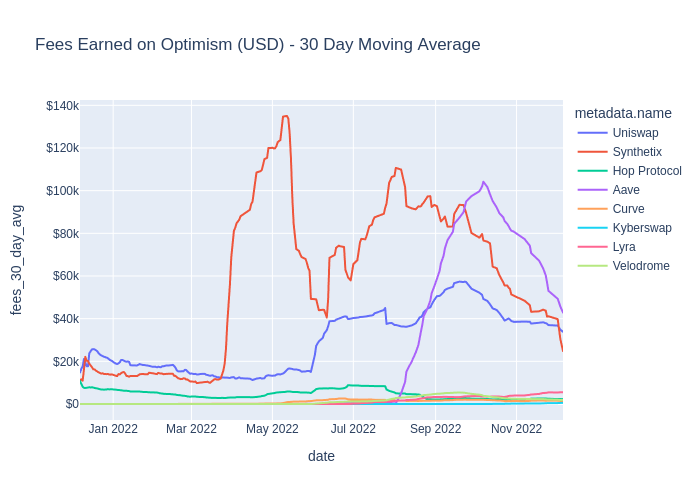 Fees Earned on Optimism (USD) - 30 Day Moving Average
metadata.name
Uniswap
Synthetix
Hop Protocol
Aave
Curve
Kyberswap
Lyra
Velodrome
fees_30_day_avg
$140k
$120k
$100k
$80k
$60k
$40k
$20k
$0
Jan 2022
Mar 2022
May 2022
Jul 2022
Sep 2022
Nov 2022
date